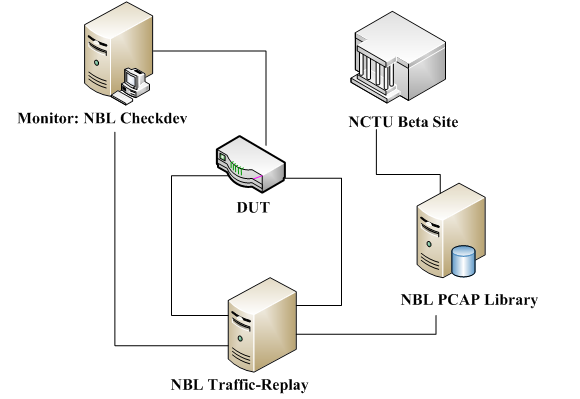 Monitor: NBL Checkdev
NCTU Beta Site
DUT
NBL PCAP Library
NBL Traffic-Replay